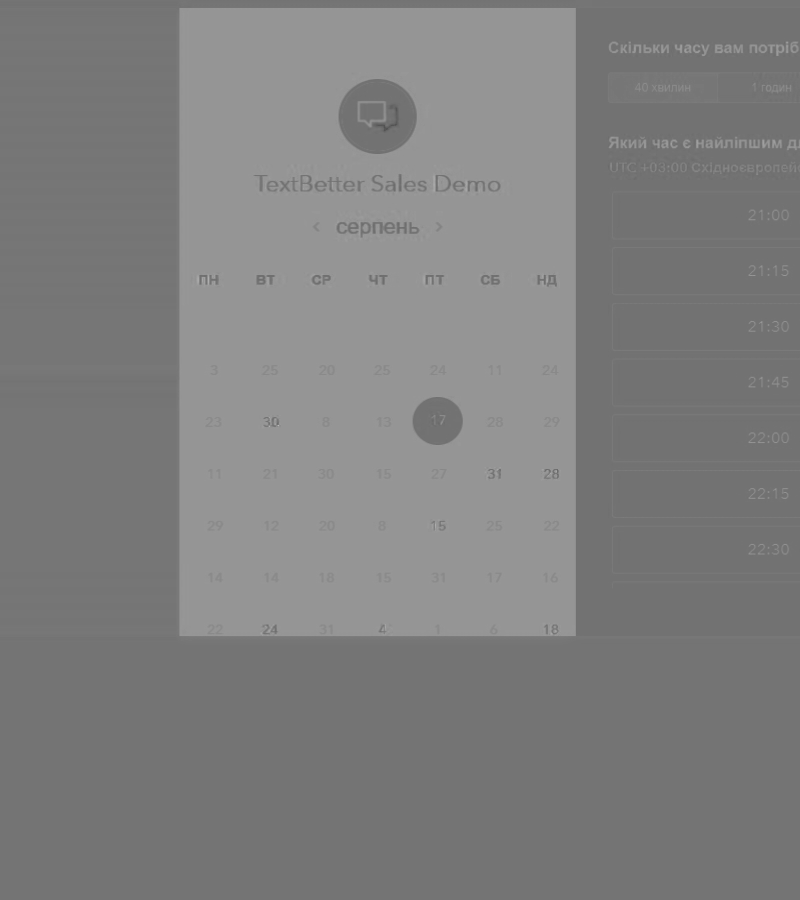 TextBetter Sales Demo
< серпень >
ПН ВТ СР ЧТ ПТ СБ НД
3 25 20 25 24 11 24
23 30 8 13 17 28 29
11 21 30 15 27 31 28
29 12 20 8 15 25 22
14 14 18 15 31 17 16
22 24 31 4 1 6 18
Скільки часу вам потріб
40 хвилин 1 годин
Який час є найліпшим д
UTC +03:00 Східноєвропей
21:00
21:15
21:30
21:45
22:00
22:15
22:30